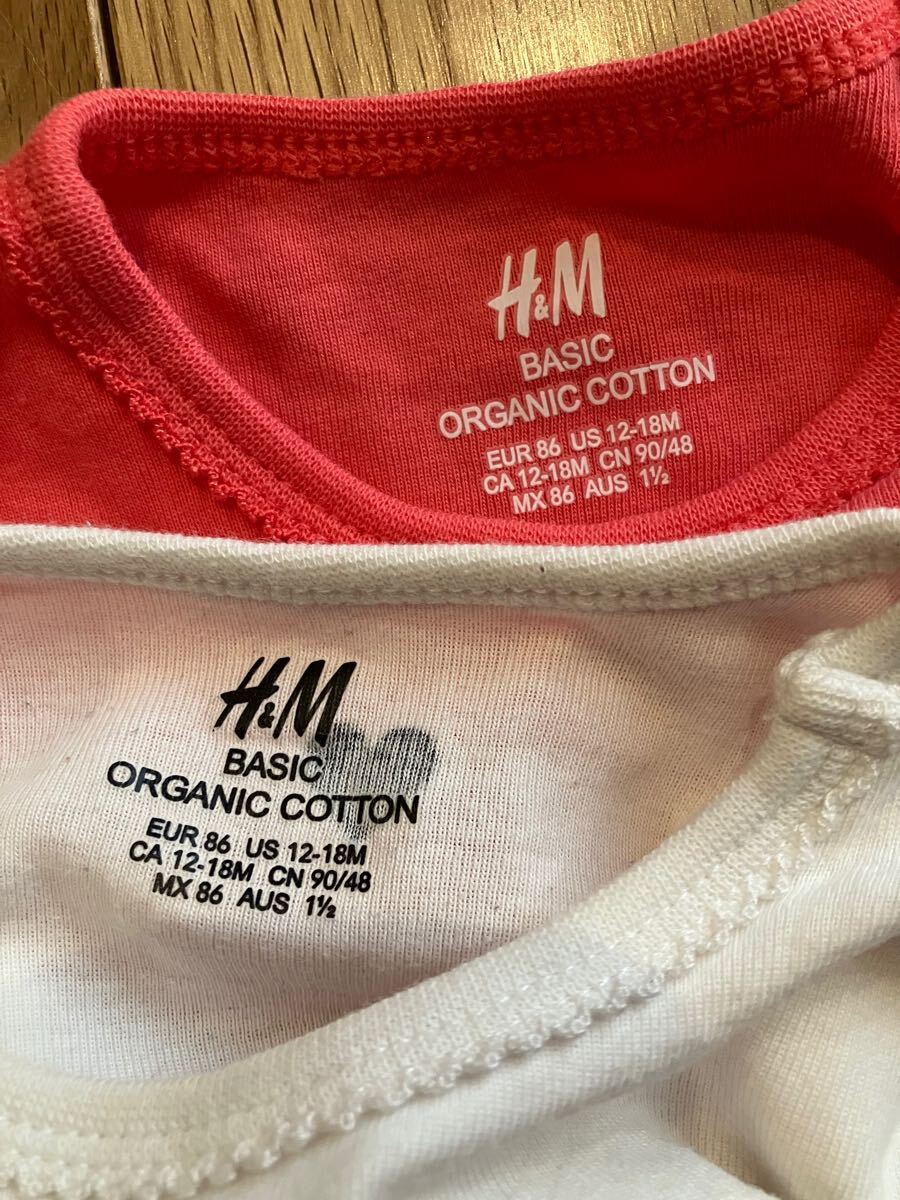 H&M
BASIC
ORGANIC COTTON
EUR 86 US 12-18M
CA 12-18M CN 90/48
MX 86 AUS 1½
H&M
BASIC
ORGANIC COTTON
EUR 86 US 12-18M
CA 12-18M CN 90/48
MX 86 AUS 1½